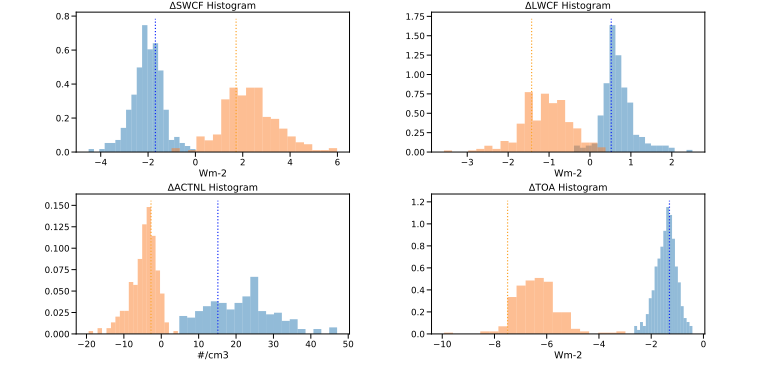 ΔSWCF Histogram
0.8
0.6
0.4
0.2
0.0
−4 −2 0 2 4 6
Wm-2
ΔLWCF Histogram
1.75
1.50
1.25
1.00
0.75
0.50
0.25
0.00
−3 −2 −1 0 1 2
Wm-2
ΔACTNL Histogram
0.150
0.125
0.100
0.075
0.050
0.025
0.000
−20 −10 0 10 20 30 40 50
#/cm3
ΔTOA Histogram
1.2
1.0
0.8
0.6
0.4
0.2
0.0
−10 −8 −6 −4 −2 0
Wm-2